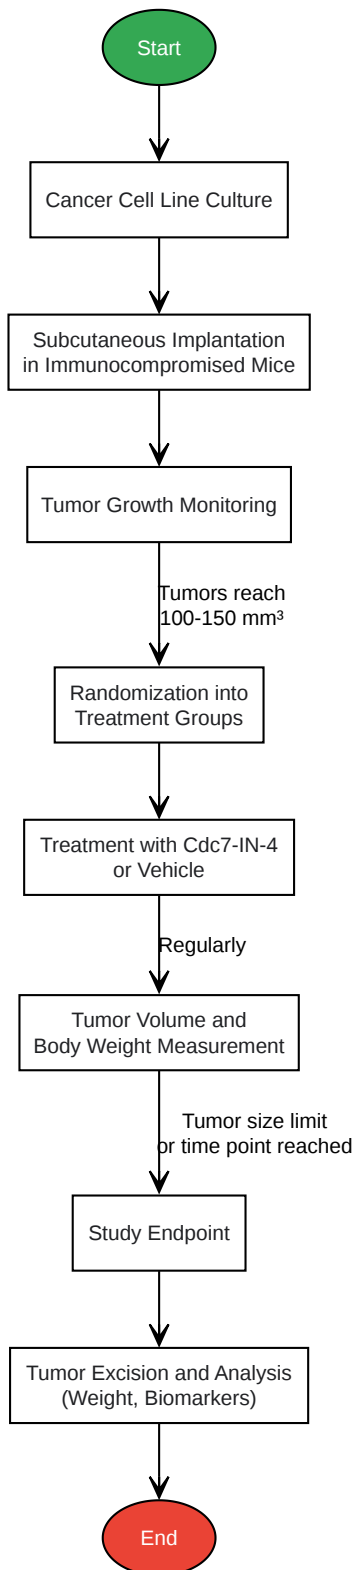 Start
Cancer Cell Line Culture
Subcutaneous Implantation
in Immunocompromised Mice
Tumor Growth Monitoring
Tumors reach
100-150 mm³
Randomization into
Treatment Groups
Treatment with Cdc7-IN-4
or Vehicle
Regularly
Tumor Volume and
Body Weight Measurement
Tumor size limit
or time point reached
Study Endpoint
Tumor Excision and Analysis
(Weight, Biomarkers)
End